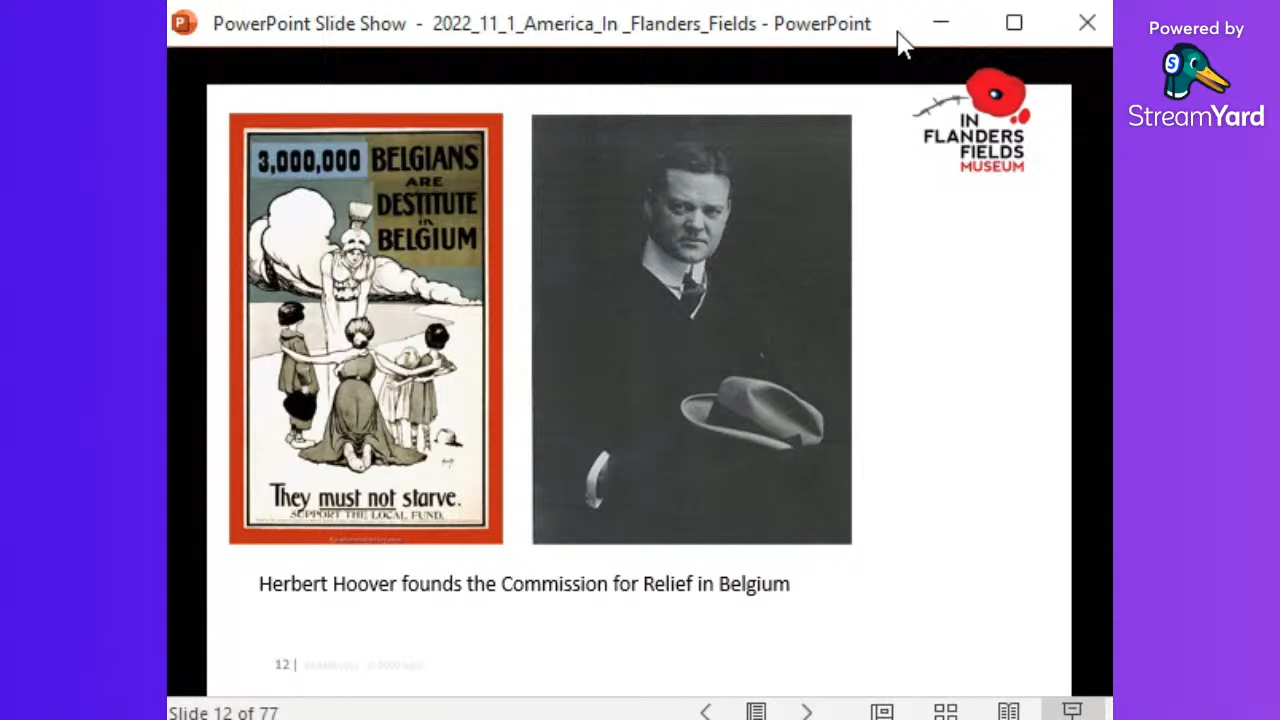 PowerPoint Slide Show - 2022_11_1_America_In _Flanders_Fields - PowerPoint
Powered by
StreamYard
IN
FLANDERS
FIELDS
MUSEUM
3,000,000 BELGIANS
ARE
DESTITUTE
in
BELGIUM
They must not starve.
SUPPORT THE LOCAL FUND.
Herbert Hoover founds the Commission for Relief in Belgium
12 |
Slide 12 of 77